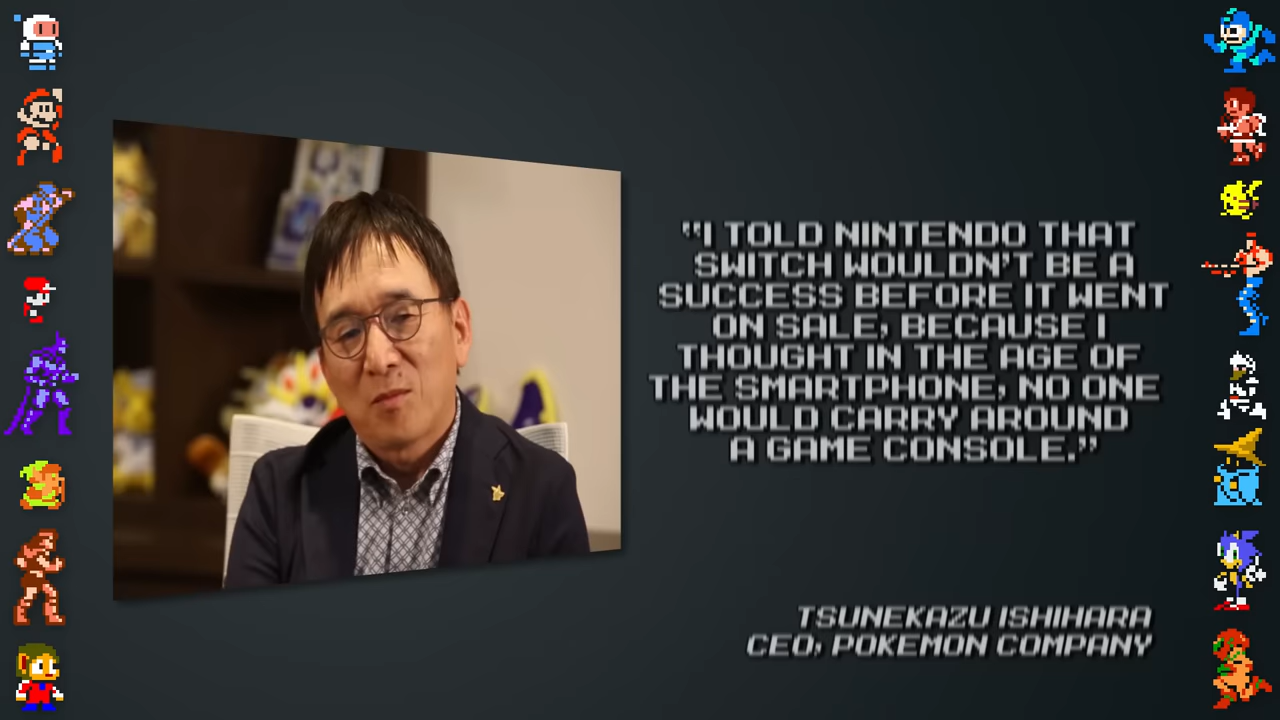 "I TOLD NINTENDO THAT
SWITCH WOULDN'T BE A
SUCCESS BEFORE IT WENT
ON SALE, BECAUSE I
THOUGHT IN THE AGE OF
THE SMARTPHONE, NO ONE
WOULD CARRY AROUND
A GAME CONSOLE."
TSUNEKAZU ISHIHARA
CEO, POKEMON COMPANY